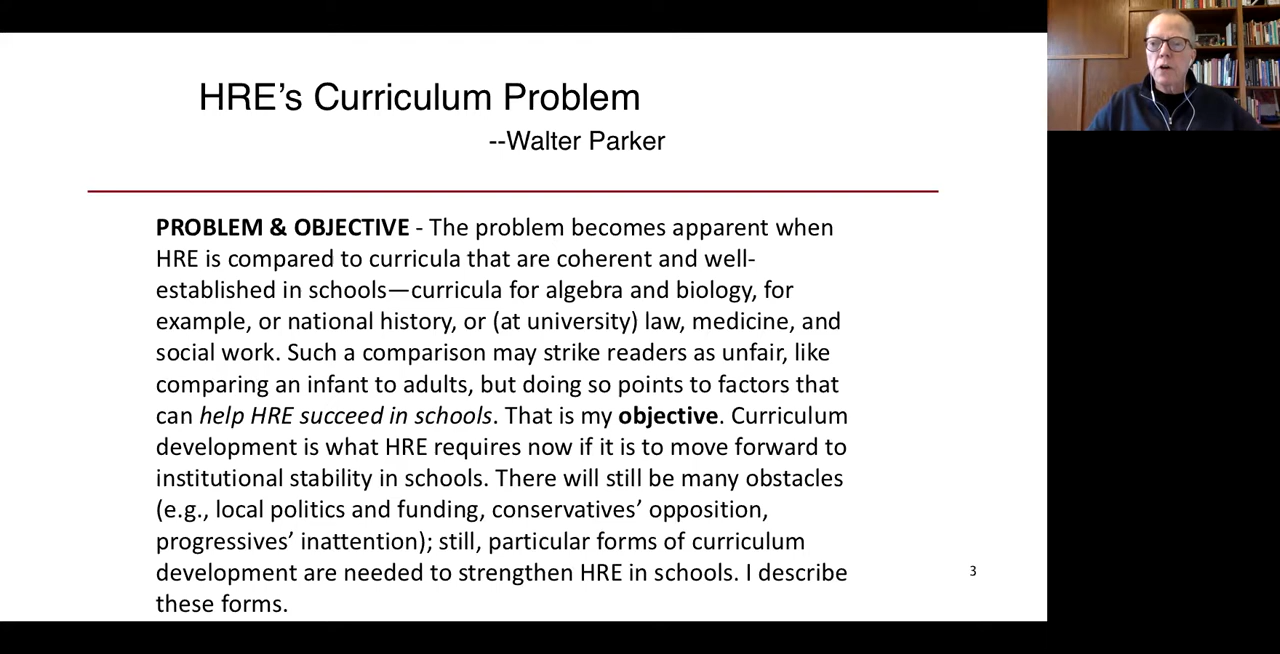 HRE's Curriculum Problem
--Walter Parker
PROBLEM & OBJECTIVE - The problem becomes apparent when
HRE is compared to curricula that are coherent and well-
established in schools—curricula for algebra and biology, for
example, or national history, or (at university) law, medicine, and
social work. Such a comparison may strike readers as unfair, like
comparing an infant to adults, but doing so points to factors that
can help HRE succeed in schools. That is my objective. Curriculum
development is what HRE requires now if it is to move forward to
institutional stability in schools. There will still be many obstacles
(e.g., local politics and funding, conservatives' opposition,
progressives' inattention); still, particular forms of curriculum
development are needed to strengthen HRE in schools. I describe
these forms.
3